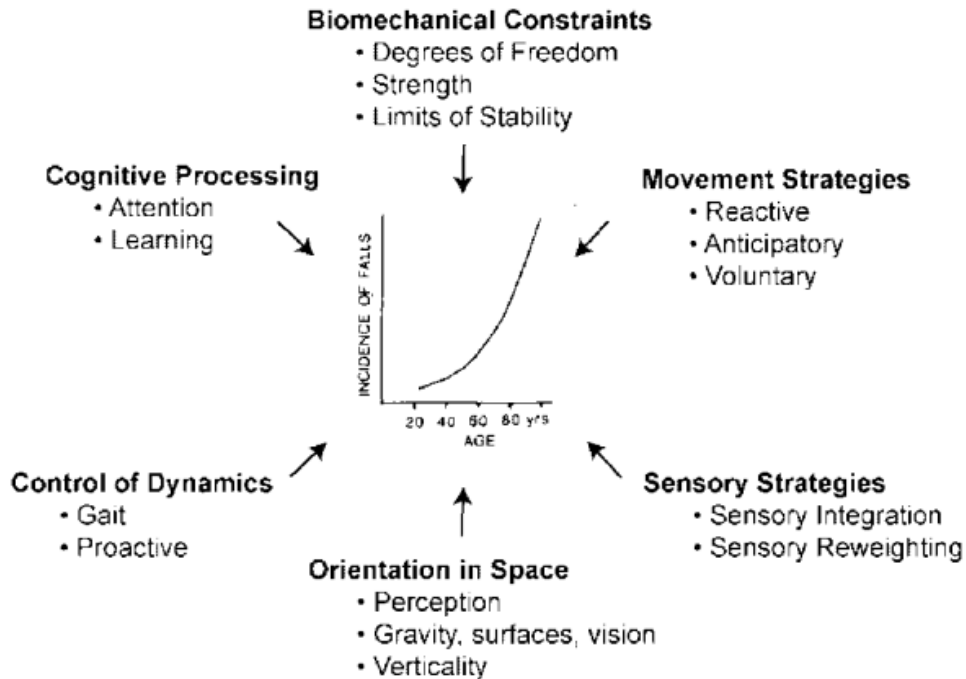 Biomechanical Constraints
• Degrees of Freedom
• Strength
• Limits of Stability
Cognitive Processing
• Attention
• Learning
Movement Strategies
• Reactive
• Anticipatory
• Voluntary
INCIDENCE OF FALLS
20 40 60 80 yrs
AGE
Control of Dynamics
• Gait
• Proactive
Sensory Strategies
• Sensory Integration
• Sensory Reweighting
Orientation in Space
• Perception
• Gravity, surfaces, vision
• Verticality